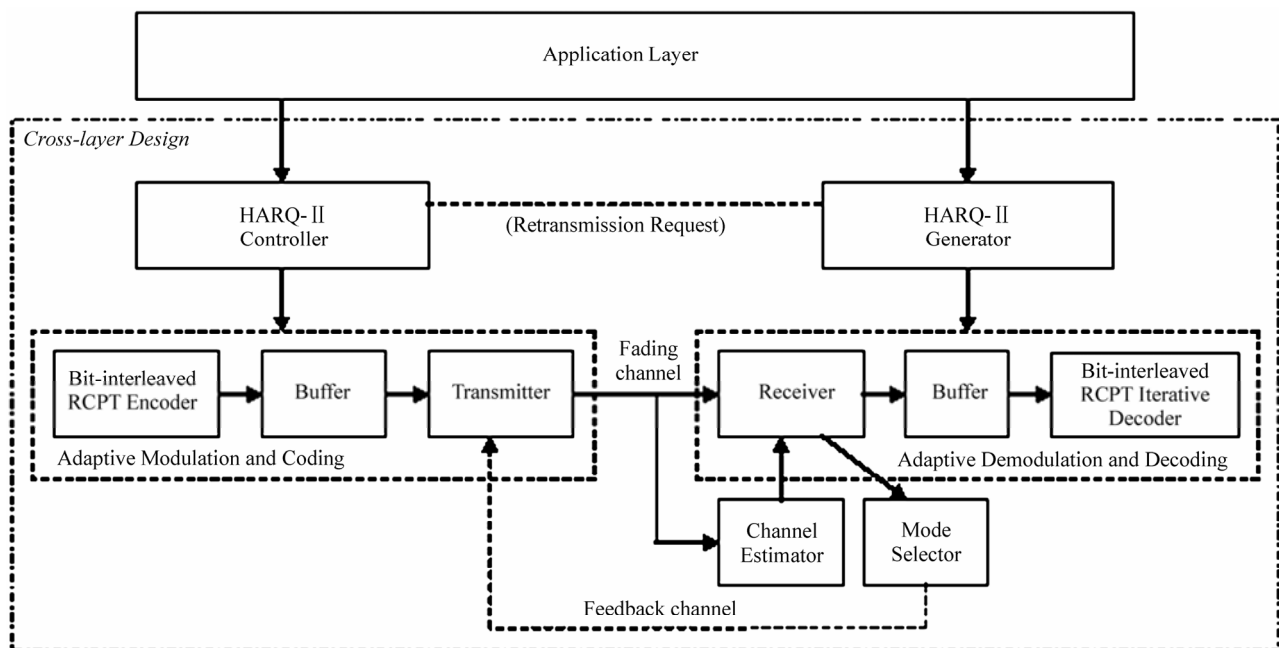 Application Layer
Cross-layer Design
HARQ-Ⅱ
Controller
(Retransmission Request)
HARQ-Ⅱ
Generator
Bit-interleaved
RCPT Encoder
Buffer
Transmitter
Adaptive Modulation and Coding
Fading
channel
Receiver
Buffer
Bit-interleaved
RCPT Iterative
Decoder
Adaptive Demodulation and Decoding
Channel
Estimator
Mode
Selector
Feedback channel